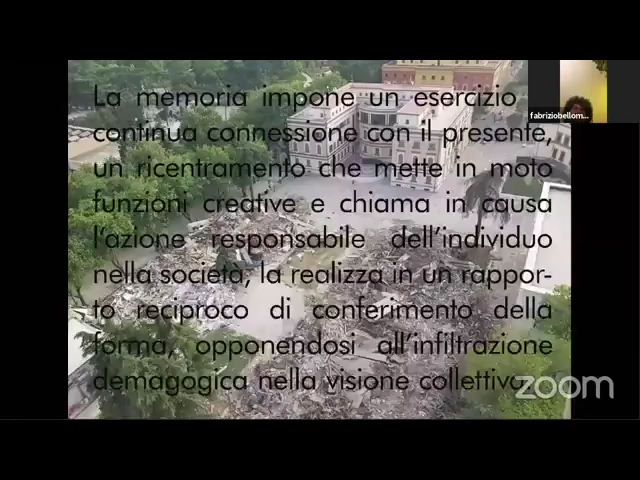 La memoria impone un esercizio
continua connessione con il presente,
un ricentramento che mette in moto
funzioni creative e chiama in causa
l'azione responsabile dell'individuo
nella società, la realizza in un rappor-
to reciproco di conferimento della
forma, opponendosi all'infiltrazione
demagogica nella visione collettiva.
fabriziobellom...
zoom